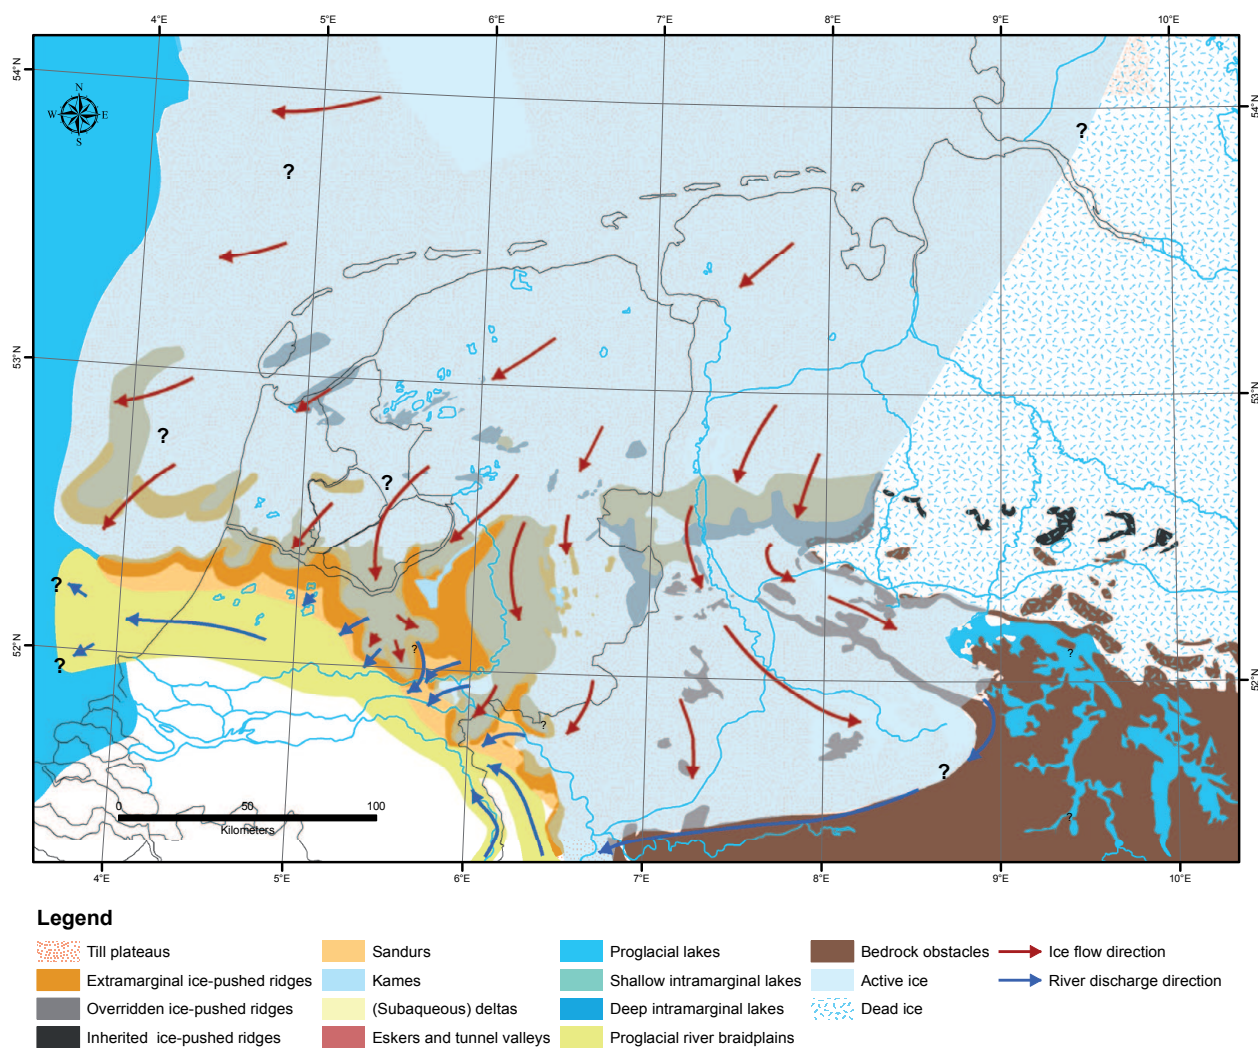 4°E 5°E 6°E 7°E 8°E 9°E 10°E
54°N 54°N
N
W E
S
?
?
53°N 53°N
?
?
?
52°N 52°N
?
?
?
?
?
?
0 50 100
Kilometers
4°E 5°E 6°E 7°E 8°E 9°E 10°E
Legend
Till plateaus
Extramarginal ice-pushed ridges
Overridden ice-pushed ridges
Inherited ice-pushed ridges
Sandurs
Kames
(Subaqueous) deltas
Eskers and tunnel valleys
Proglacial lakes
Shallow intramarginal lakes
Deep intramarginal lakes
Proglacial river braidplains
Bedrock obstacles
Active ice
Dead ice
Ice flow direction
River discharge direction